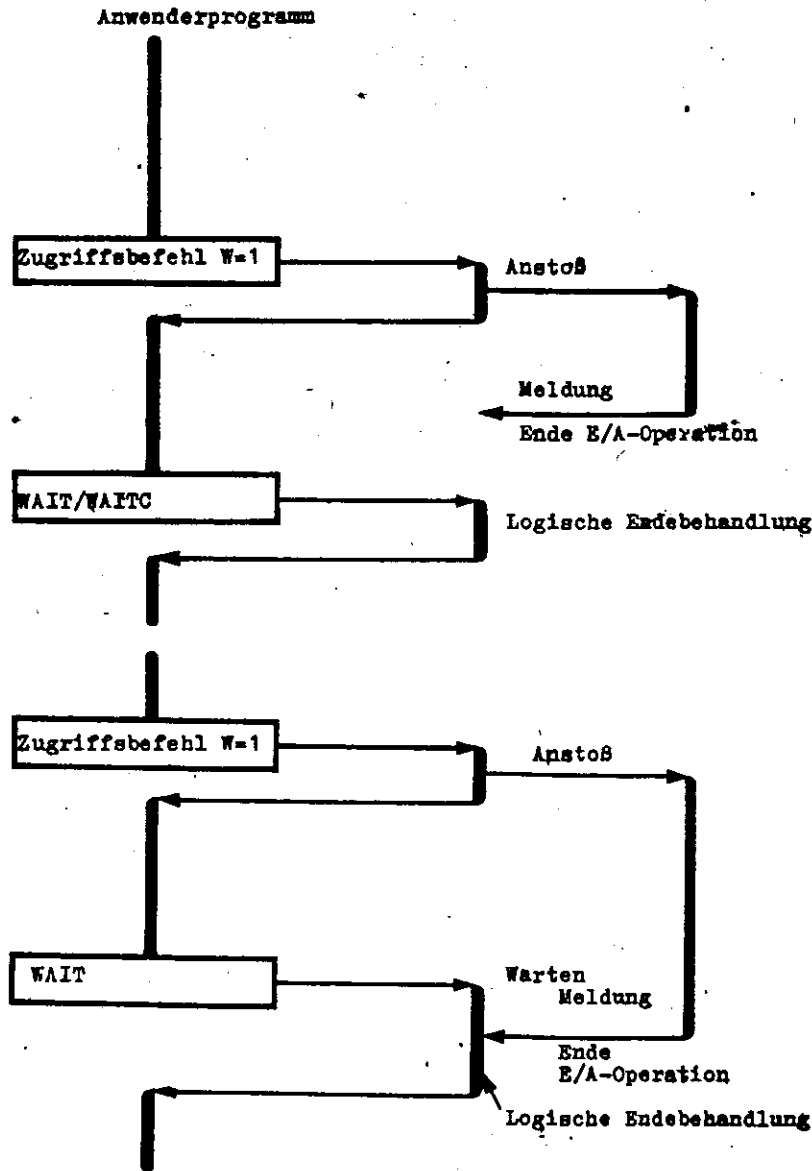 Anwenderprogramm
Zugriffsbefehl W=1
Anstoß
Meldung
Ende E/A-Operation
WAIT/WAITC
Logische Endebehandlung
Zugriffsbefehl W=1
Anstoß
WAIT
Warten
Meldung
Ende
E/A-Operation
Logische Endebehandlung